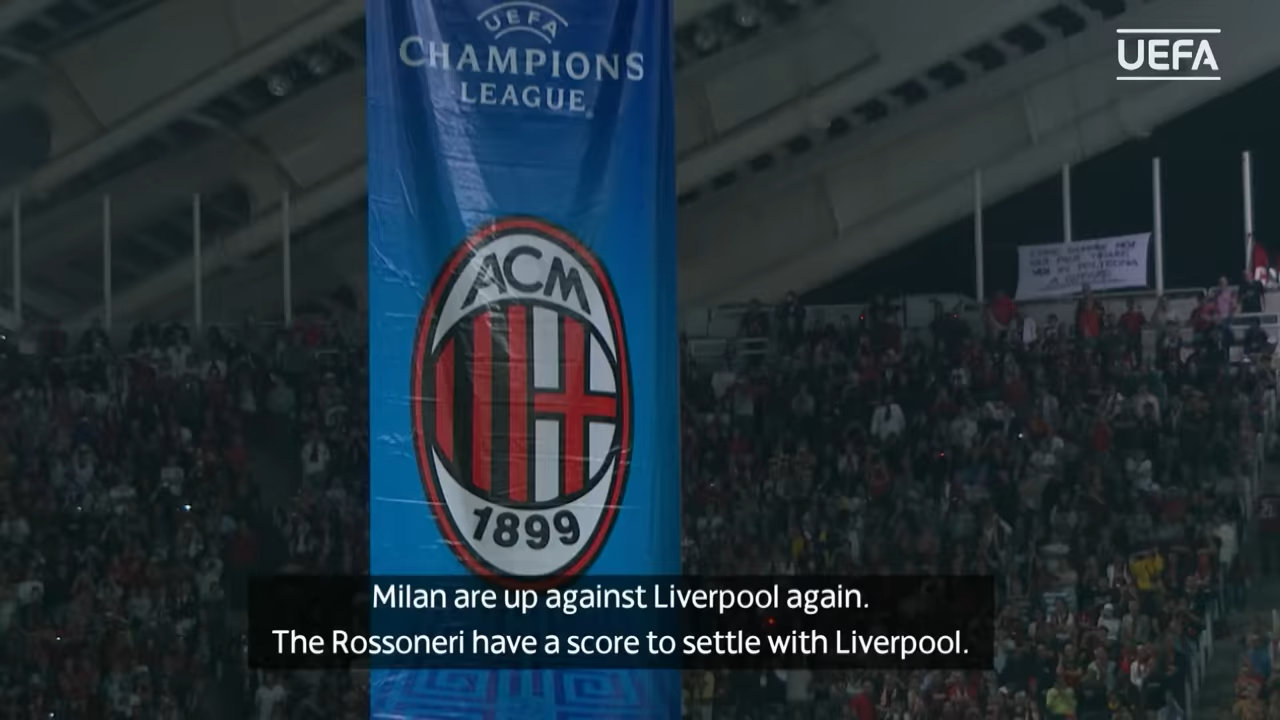 UEFA
CHAMPIONS
LEAGUE
UEFA
ACM
1899
Milan are up against Liverpool again.
The Rossoneri have a score to settle with Liverpool.